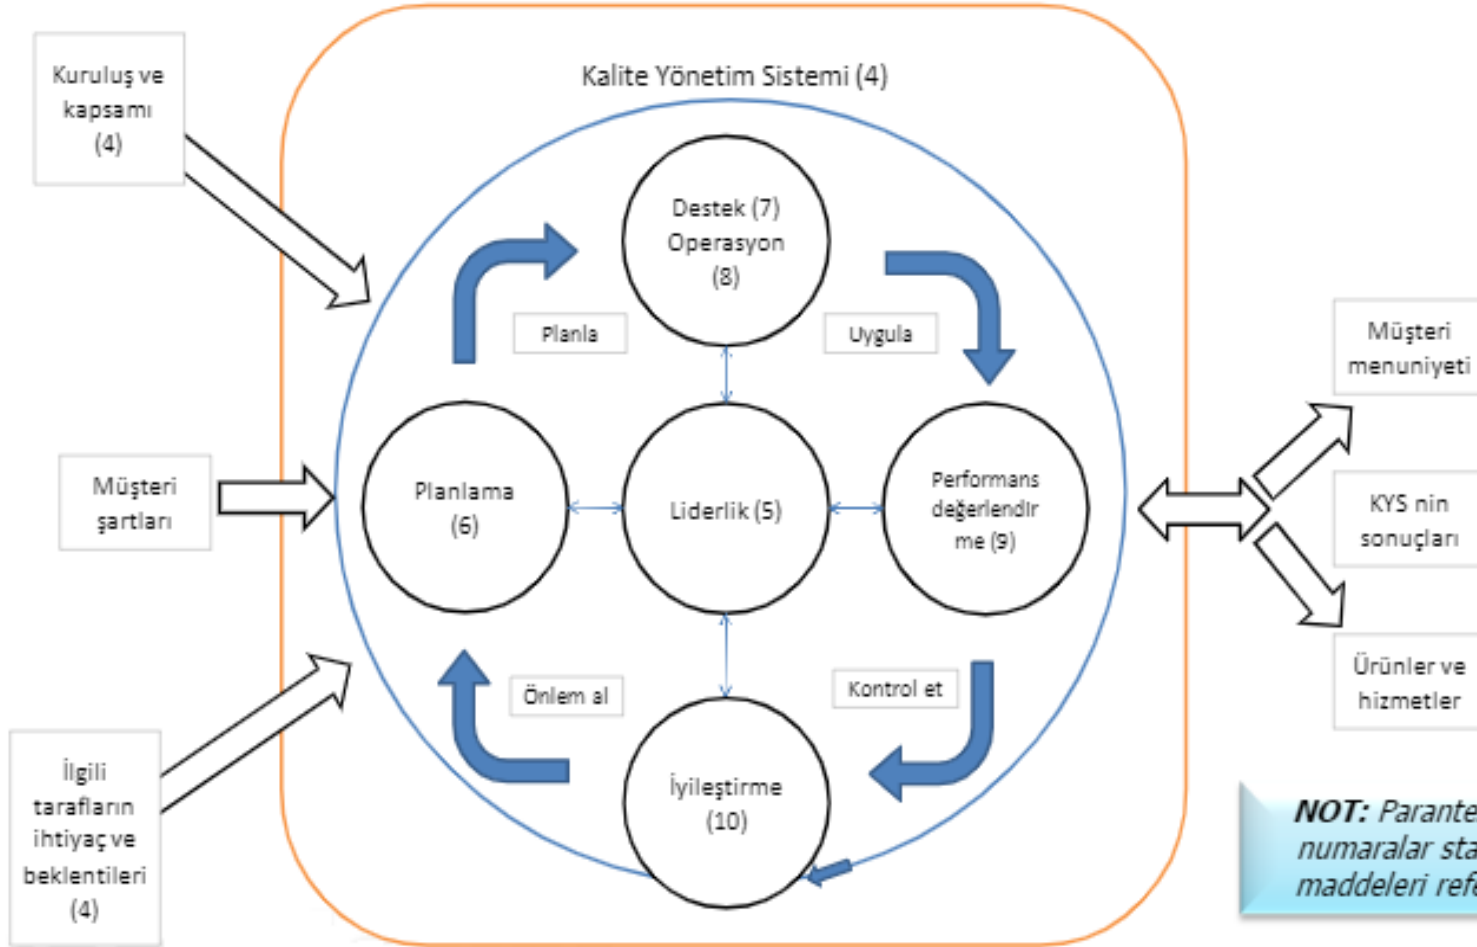 Kalite Yönetim Sistemi (4)
Kuruluş ve
kapsamı
(4)
Destek (7)
Operasyon
(8)
Planla
Uygula
Müşteri
menuniyeti
Müşteri
şartları
Planlama
(6)
Liderlik (5)
Performans
değerlendir
me (9)
KYS nin
sonuçları
Önlem al
Kontrol et
Ürünler ve
hizmetler
İlgili
tarafların
ihtiyaç ve
beklentileri
(4)
İyileştirme
(10)
NOT: Parante
numaralar sta
maddeleri refe